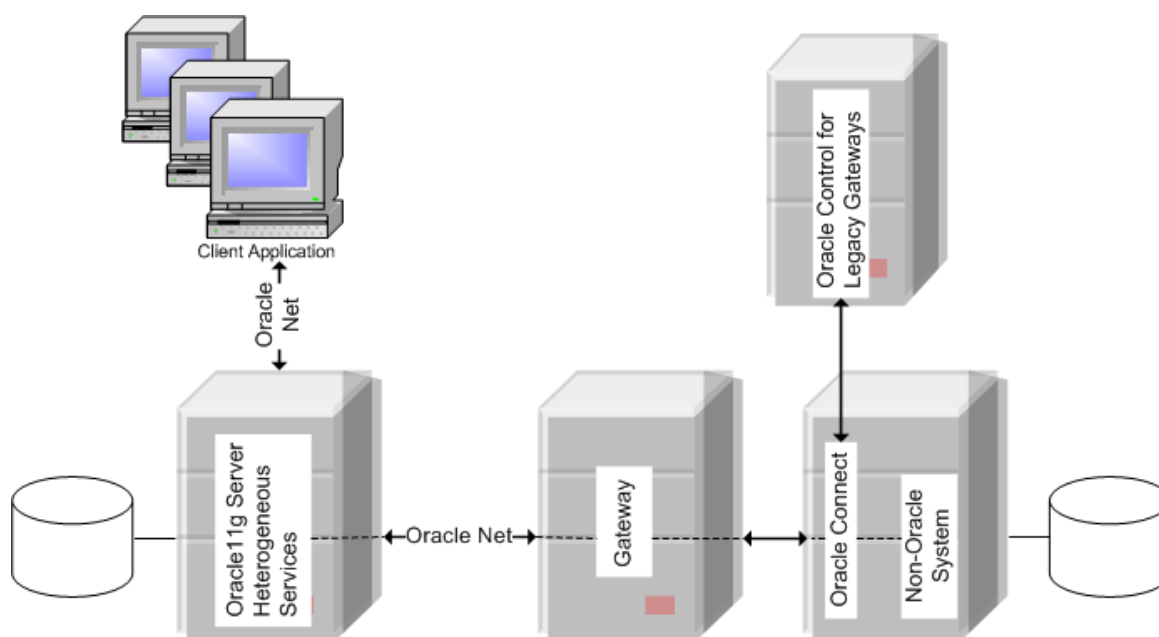 Oracle Control for
Legacy Gateways
Client Application
Oracle
Net
Oracle11g Server
Heterogeneous
Services
Oracle Net
Gateway
Oracle Connect
Non-Oracle
System